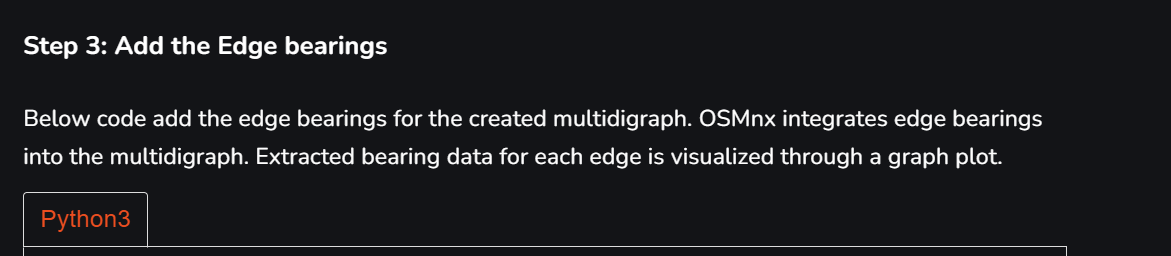 Step 3: Add the Edge bearings
Below code add the edge bearings for the created multidigraph. OSMnx integrates edge bearings
into the multidigraph. Extracted bearing data for each edge is visualized through a graph plot.
Python3